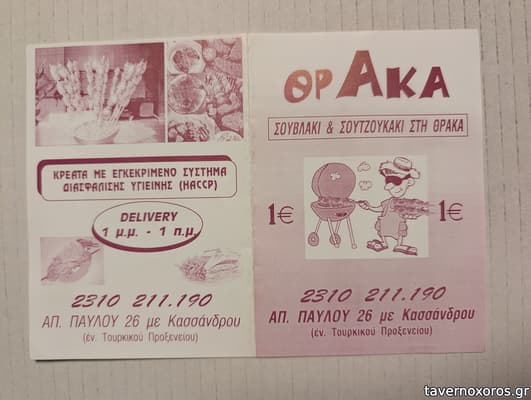 ΚΡΕΑΤΑ ΜΕ ΕΓΚΕΚΡΙΜΕΝΟ ΣΥΣΤΗΜΑ
ΔΙΑΣΦΑΛΙΣΗΣ ΥΓΙΕΙΝΗΣ (HACCP)
DELIVERY
1 μ.μ. - 1 π.μ.
2310 211.190
ΑΠ. ΠΑΥΛΟΥ 26 με Κασσάνδρου
(έν. Τουρκικού Προξενείου)
ΘΡΑΚΑ
ΣΟΥΒΛΑΚΙ & ΣΟΥΤΖΟΥΚΑΚΙ ΣΤΗ ΘΡΑΚΑ
1€ 1€
2310 211.190
ΑΠ. ΠΑΥΛΟΥ 26 με Κασσάνδρου
(έν. Τουρκικού Προξενείου)
tavernoxoros.gr